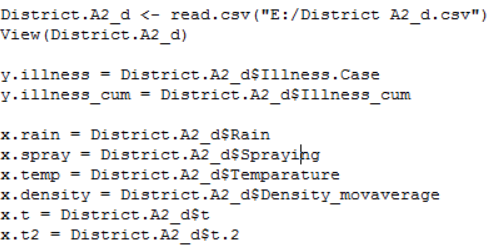 District.A2_d <- read.csv("E:/District A2_d.csv")
View(District.A2_d)
y.illness = District.A2_d$Illness.Case
y.illness_cum = District.A2_d$Illness_cum
x.rain = District.A2_d$Rain
x.spray = District.A2_d$Spraying
x.temp = District.A2_d$Temparature
x.density = District.A2_d$Density_movaverage
x.t = District.A2_d$t
x.t2 = District.A2_d$t.2